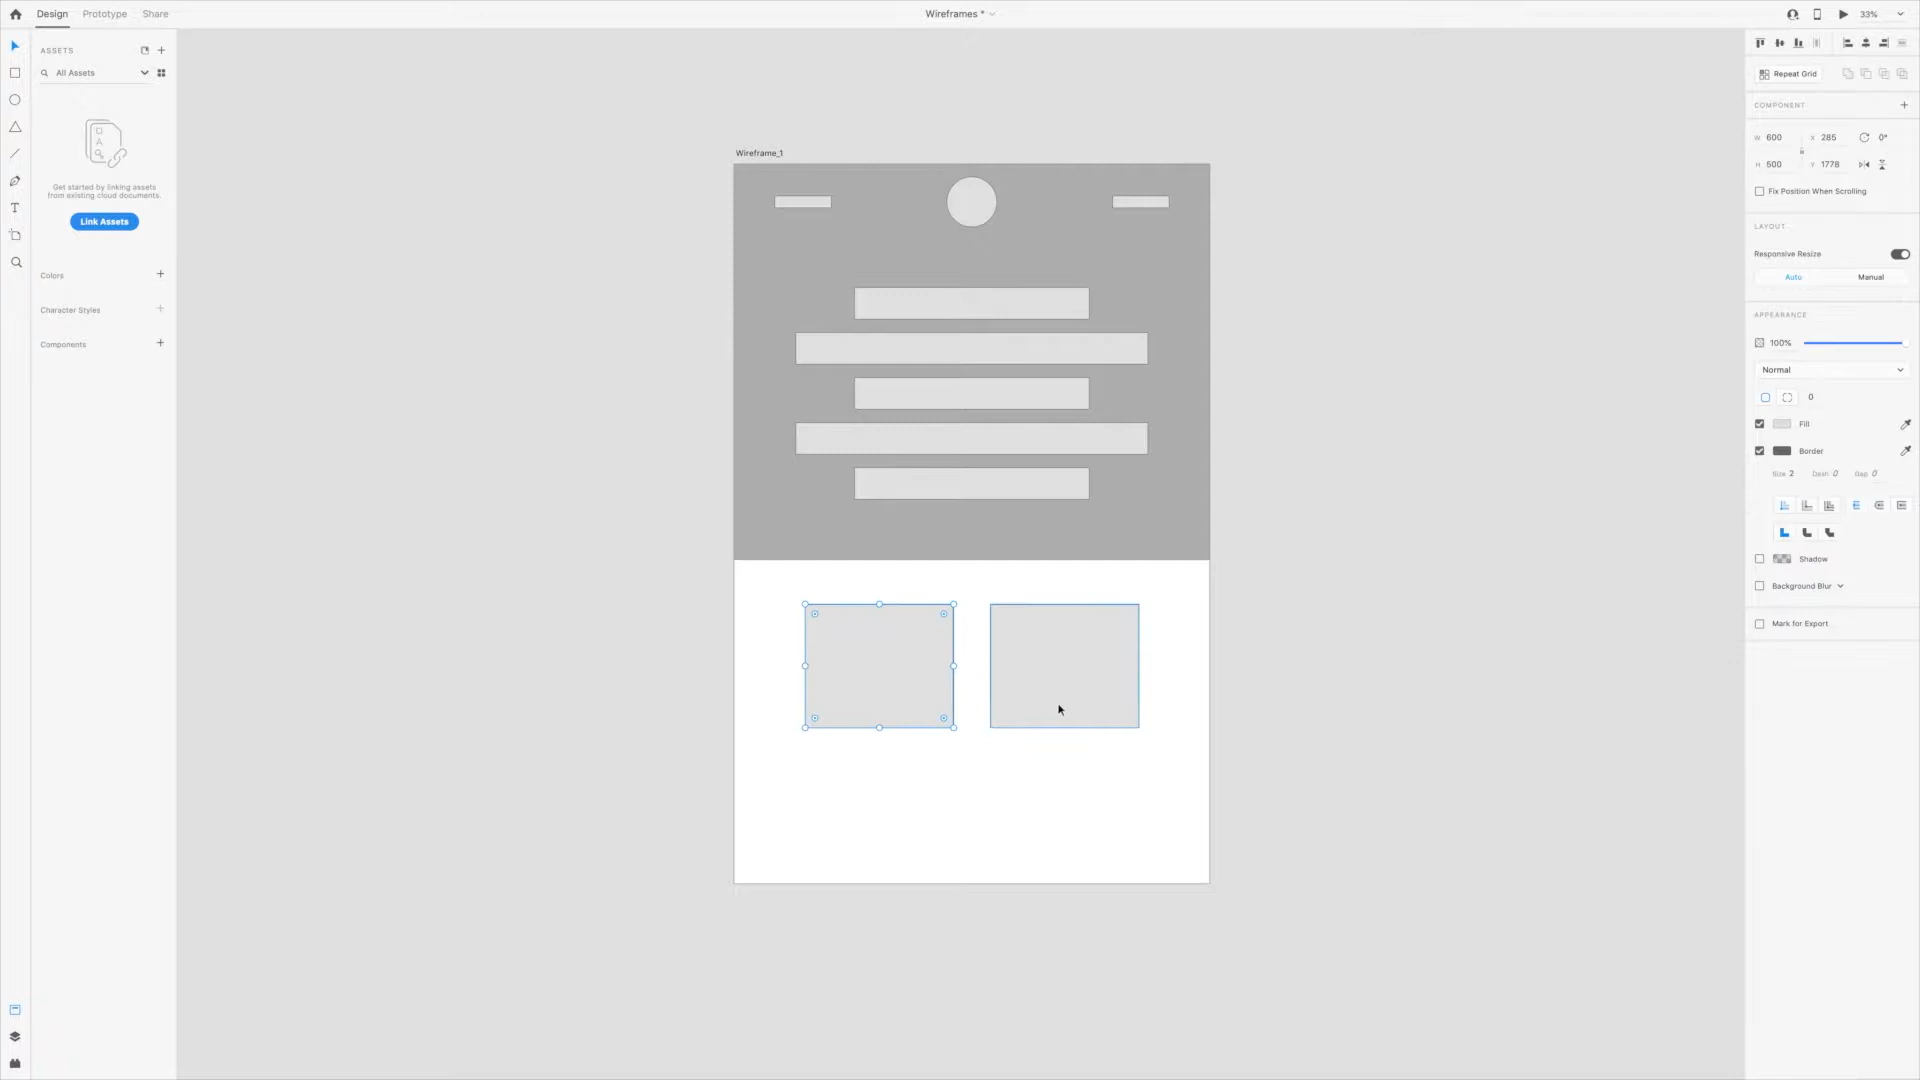 Design Prototype Share
Wireframes *
33%
ASSETS
All Assets
Get started by linking assets
from existing cloud documents.
Link Assets
Colors
Character Styles
Components
Wireframe_1
Repeat Grid
COMPONENT
W 600 X 285 0°
H 500 Y 1778
Fix Position When Scrolling
LAYOUT
Responsive Resize
Auto Manual
APPEARANCE
100%
Normal
0
Fill
Border
Size 2 Dash 0 Gap 0
Shadow
Background Blur
Mark for Export